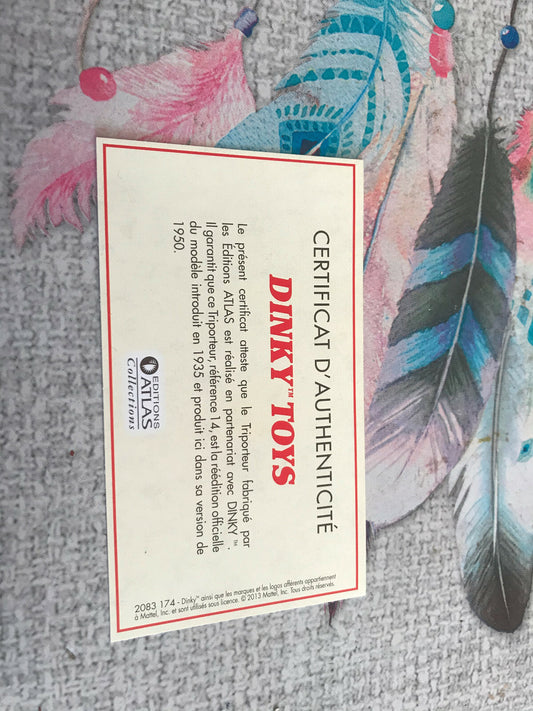 CERTIFICAT D'AUTHENTICITÉ
DINKY™ TOYS
Le présent certificat atteste que le Triporteur fabriqué par
les Éditions ATLAS est réalisé en partenariat avec DINKY™.
Il garantit que ce Triporteur, référence 14, est la réédition officielle
du modèle introduit en 1935 et produit ici dans sa version de
1950.
EDITIONS
ATLAS
Collections
2083 174 - Dinky™ ainsi que les marques et les logos afférents appartiennent
à Mattel, Inc. et sont utilisés sous licence. © 2013 Mattel, Inc. Tous droits réservés.